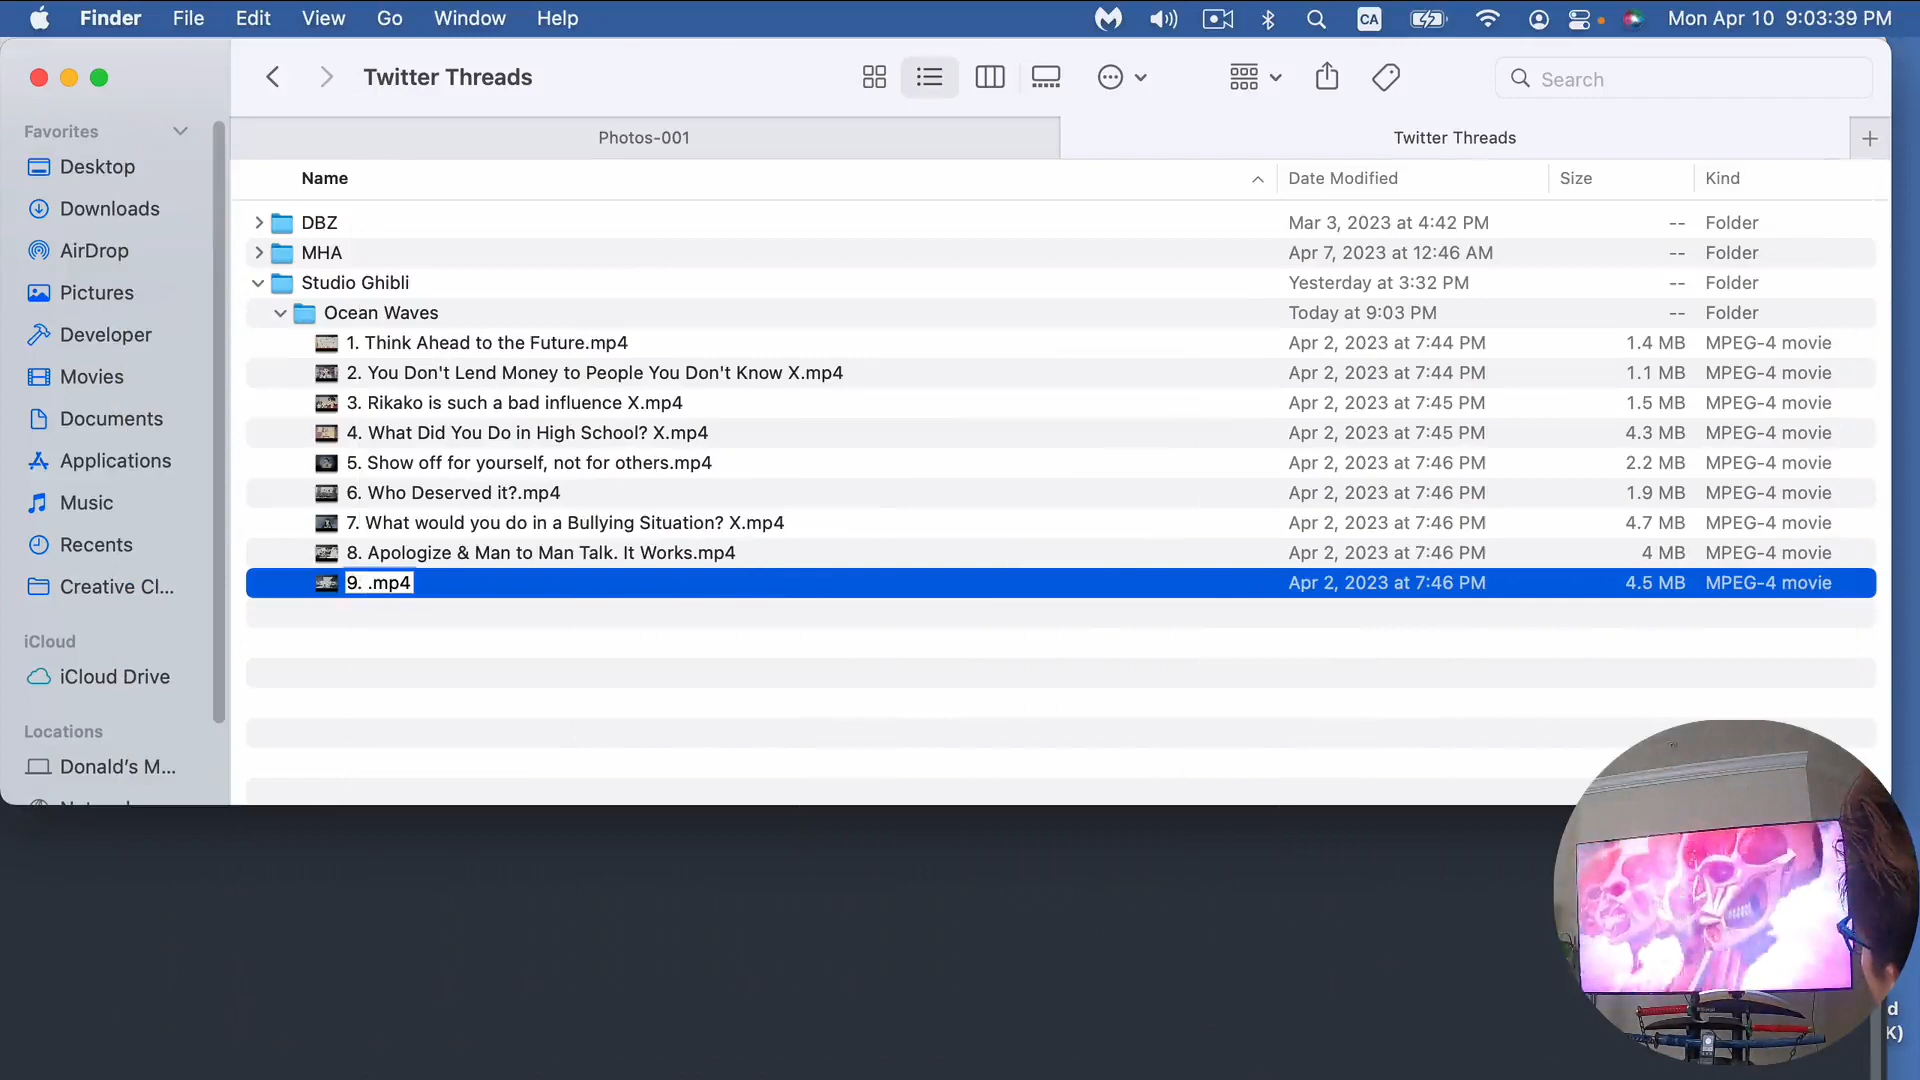 Finder File Edit View Go Window Help CA Mon Apr 10 9:03:39 PM
Twitter Threads Search
Photos-001 Twitter Threads
Name Date Modified Size Kind
DBZ Mar 3, 2023 at 4:42 PM -- Folder
MHA Apr 7, 2023 at 12:46 AM -- Folder
Studio Ghibli Yesterday at 3:32 PM -- Folder
Ocean Waves Today at 9:03 PM -- Folder
1. Think Ahead to the Future.mp4 Apr 2, 2023 at 7:44 PM 1.4 MB MPEG-4 movie
2. You Don't Lend Money to People You Don't Know X.mp4 Apr 2, 2023 at 7:44 PM 1.1 MB MPEG-4 movie
3. Rikako is such a bad influence X.mp4 Apr 2, 2023 at 7:45 PM 1.5 MB MPEG-4 movie
4. What Did You Do in High School? X.mp4 Apr 2, 2023 at 7:45 PM 4.3 MB MPEG-4 movie
5. Show off for yourself, not for others.mp4 Apr 2, 2023 at 7:46 PM 2.2 MB MPEG-4 movie
6. Who Deserved it?.mp4 Apr 2, 2023 at 7:46 PM 1.9 MB MPEG-4 movie
7. What would you do in a Bullying Situation? X.mp4 Apr 2, 2023 at 7:46 PM 4.7 MB MPEG-4 movie
8. Apologize & Man to Man Talk. It Works.mp4 Apr 2, 2023 at 7:46 PM 4 MB MPEG-4 movie
9. .mp4 Apr 2, 2023 at 7:46 PM 4.5 MB MPEG-4 movie
Favorites
Desktop
Downloads
AirDrop
Pictures
Developer
Movies
Documents
Applications
Music
Recents
Creative Cl...
iCloud
iCloud Drive
Locations
Donald's M...
d
K)